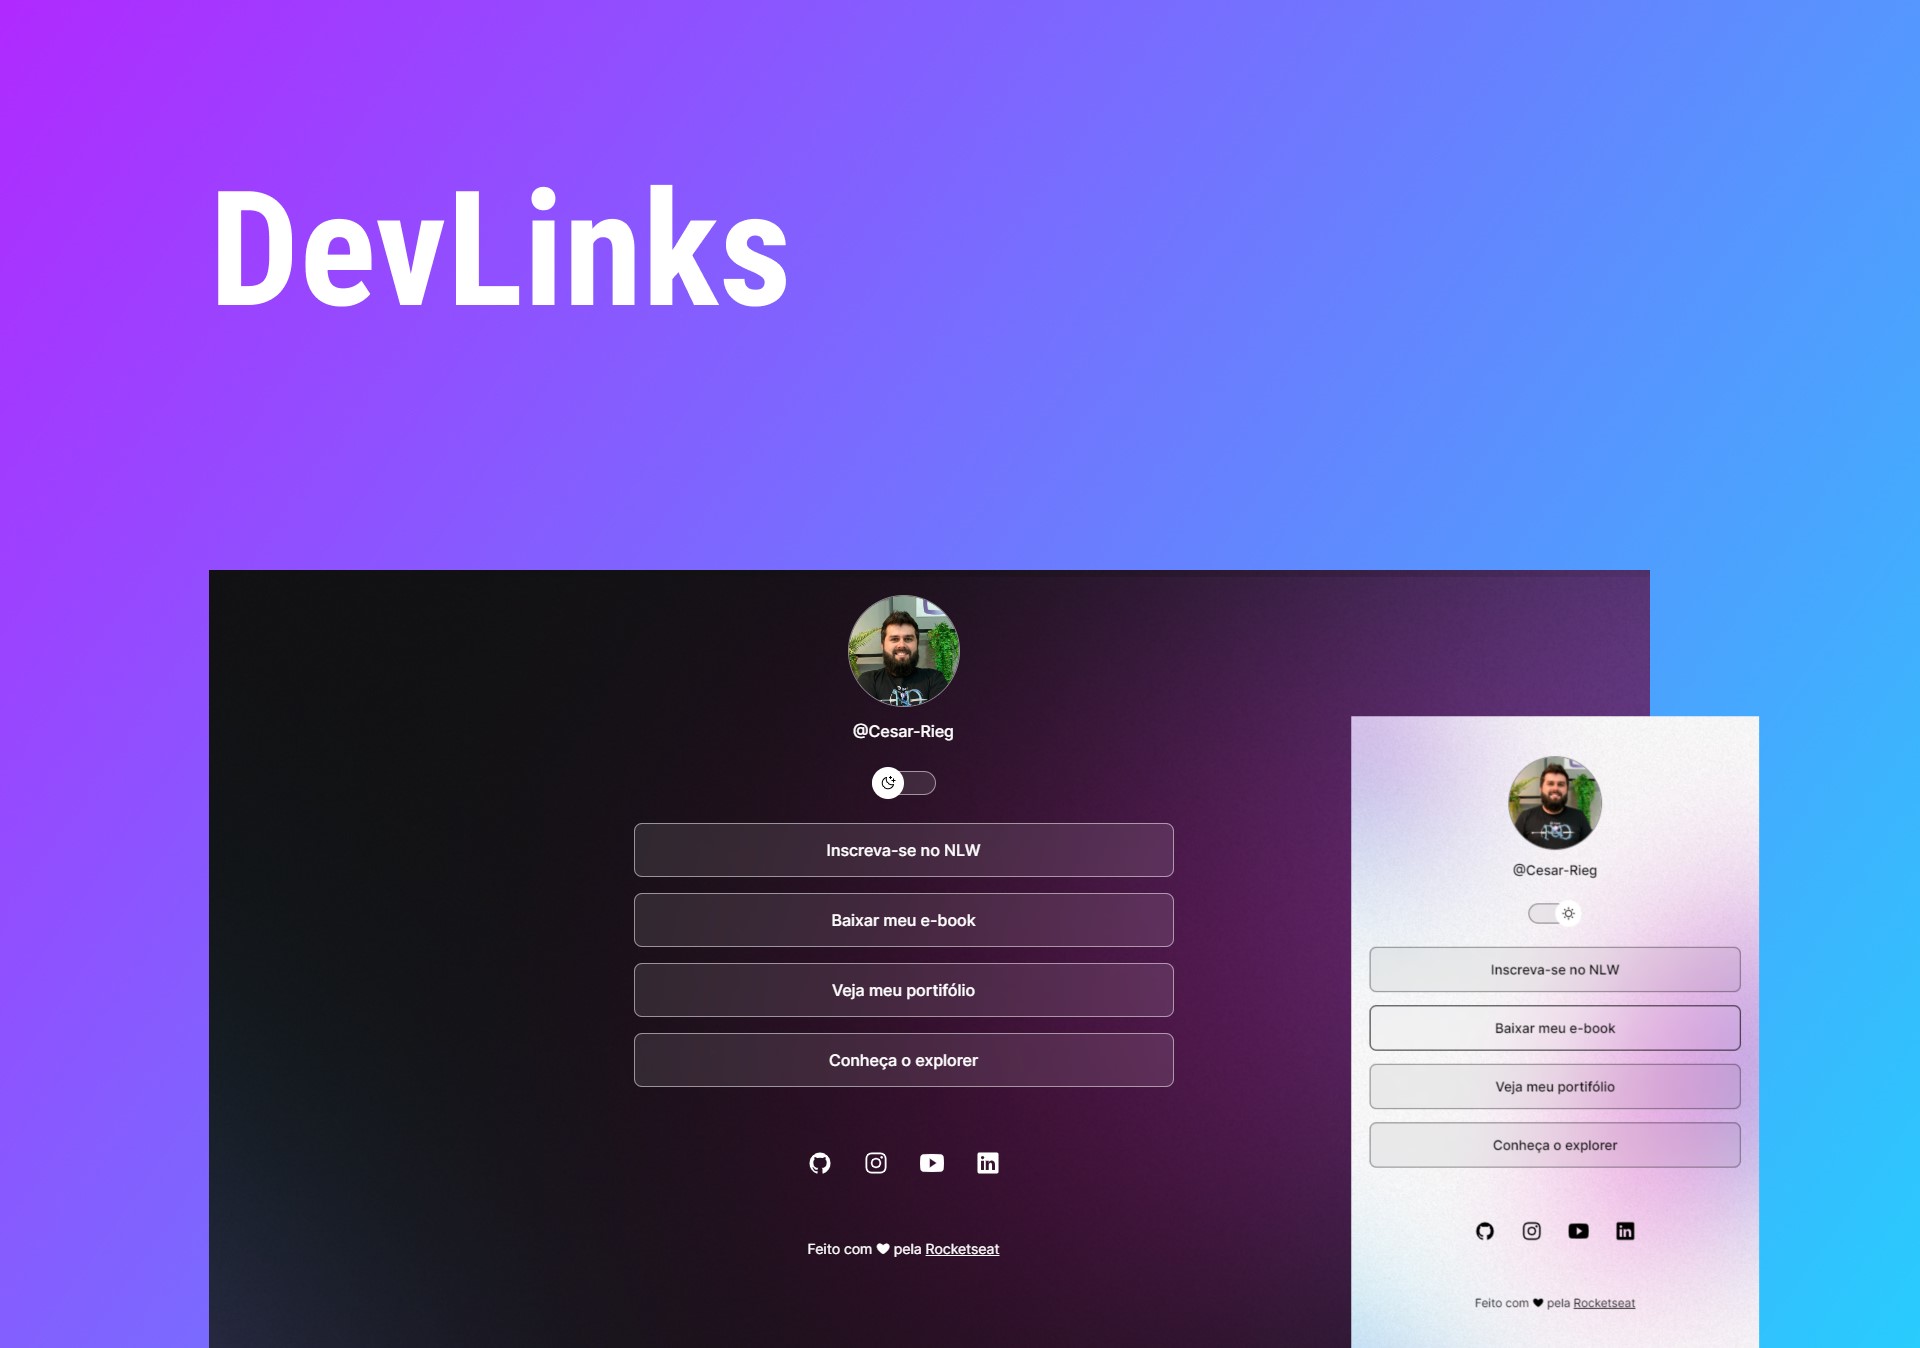 DevLinks
@Cesar-Rieg
Inscreva-se no NLW
Baixar meu e-book
Veja meu portifólio
Conheça o explorer
Feito com ♥ pela Rocketseat
@Cesar-Rieg
Inscreva-se no NLW
Baixar meu e-book
Veja meu portifólio
Conheça o explorer
Feito com ♥ pela Rocketseat